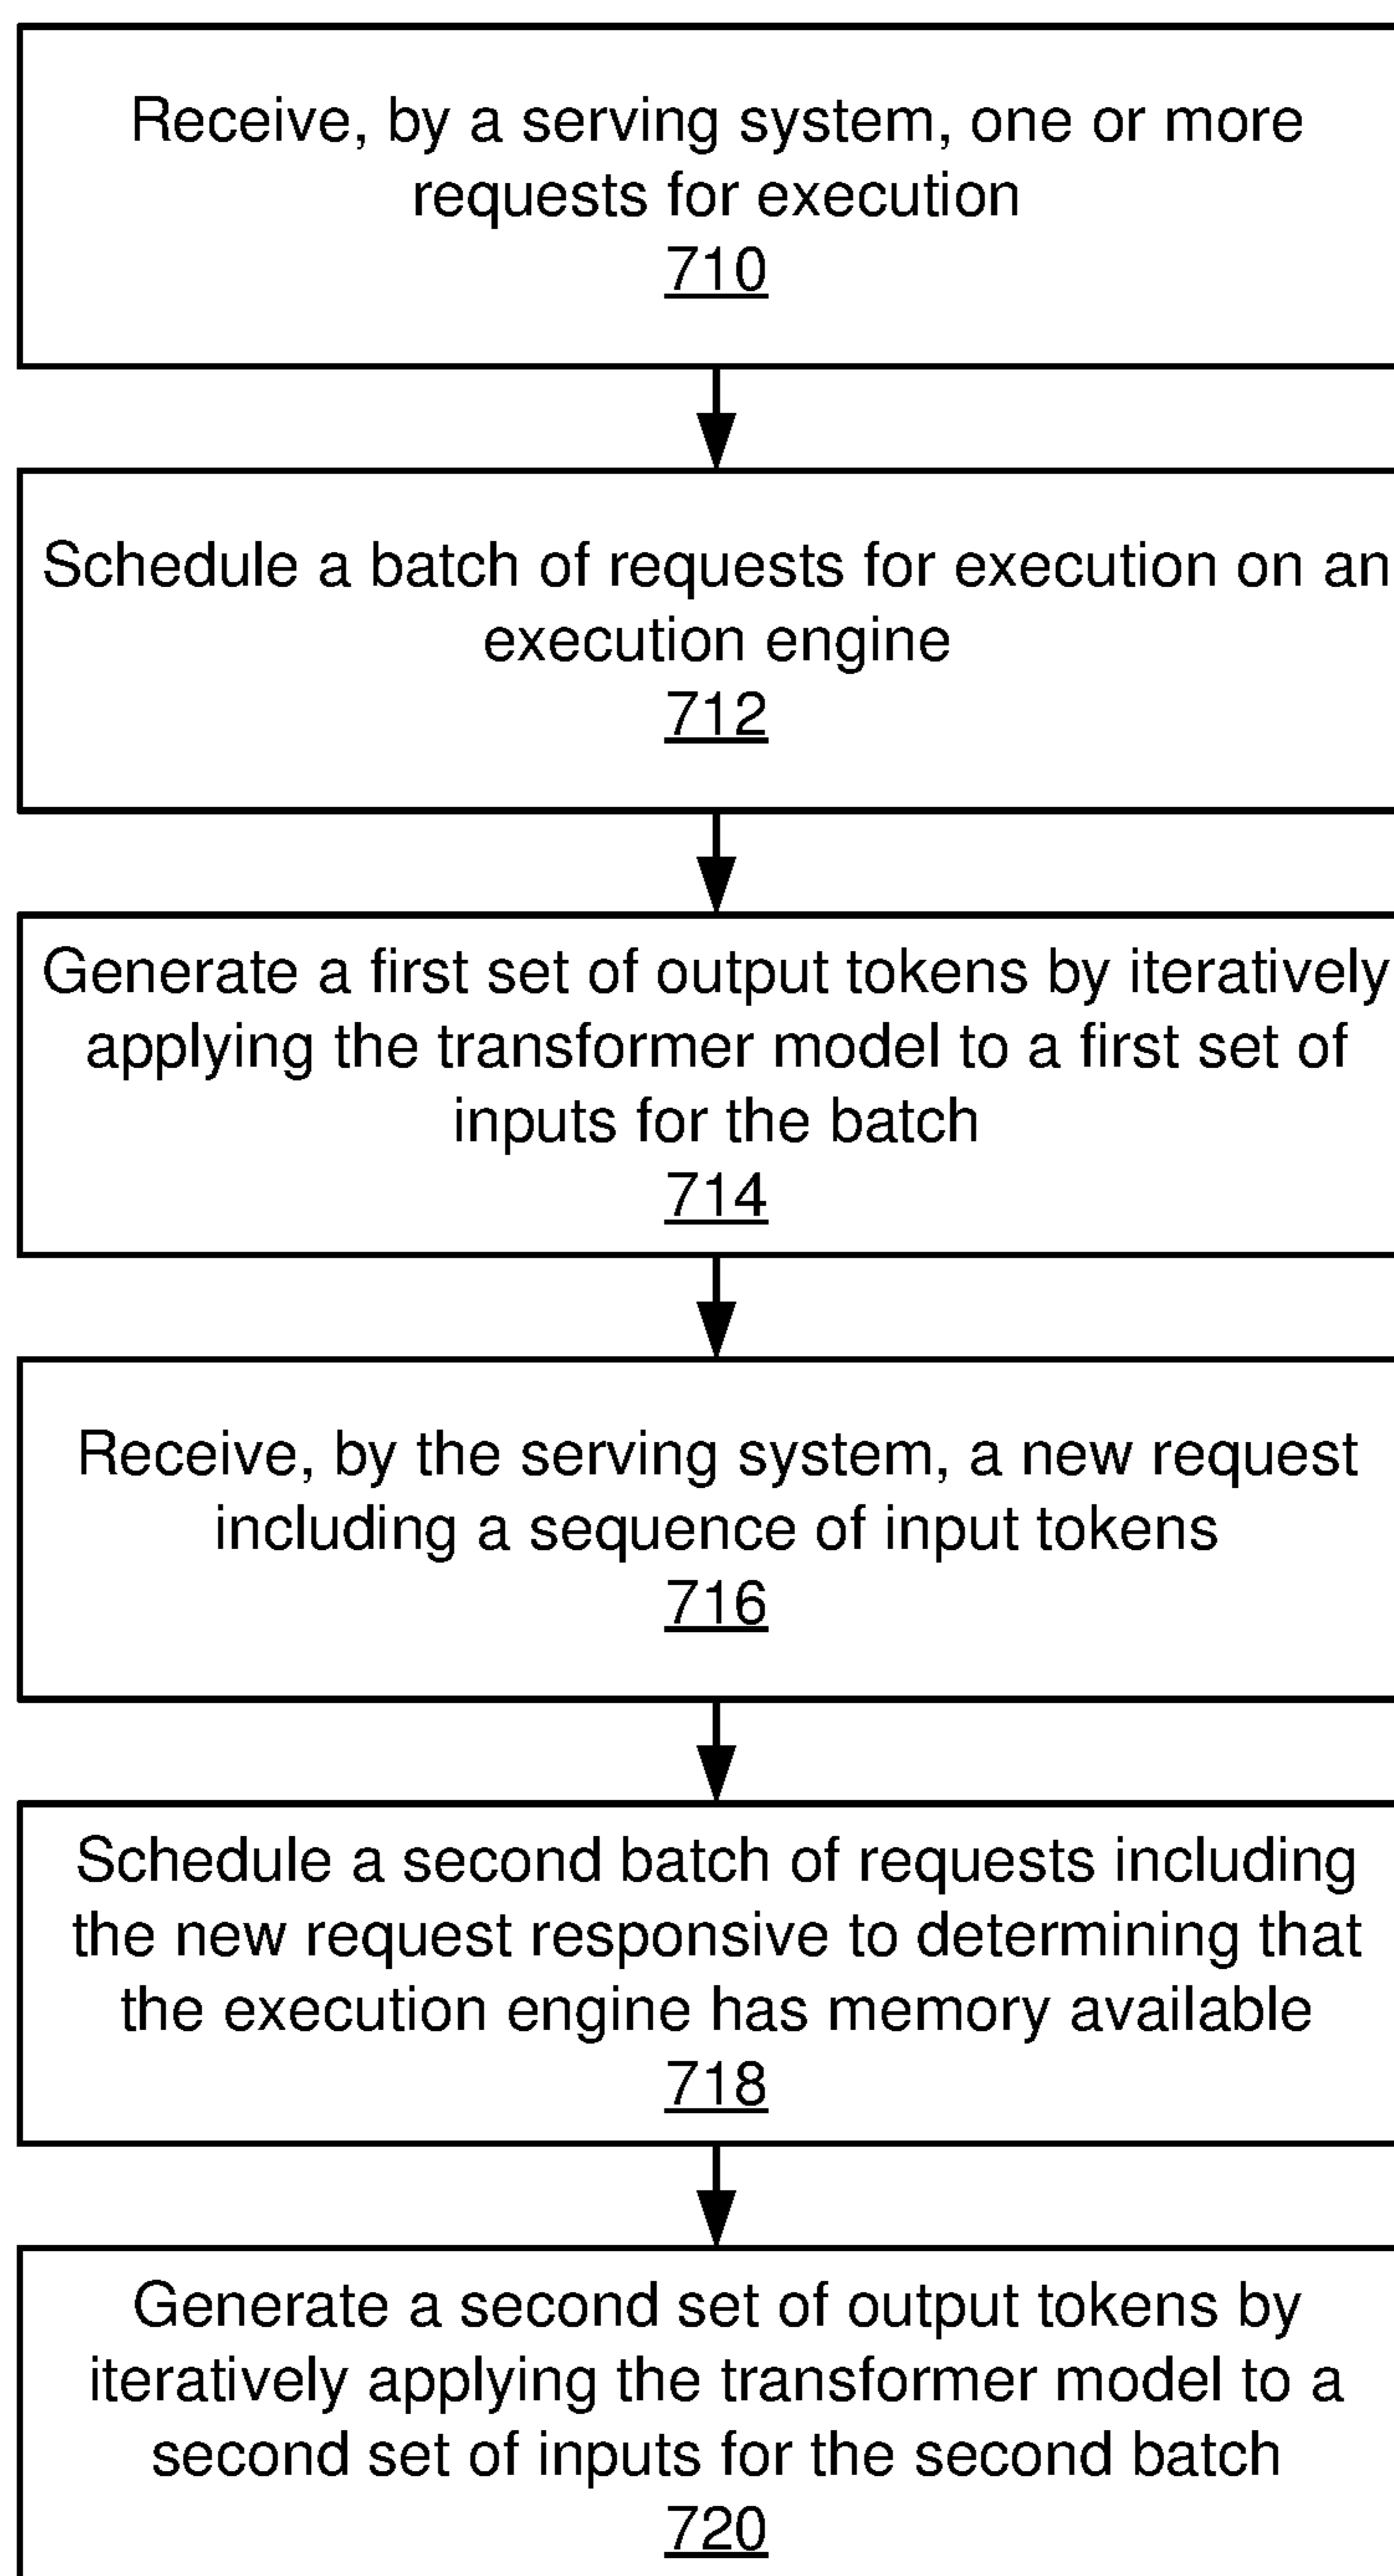 Receive, by a serving system, one or more
requests for execution
710
Schedule a batch of requests for execution on an
execution engine
712
Generate a first set of output tokens by iteratively
applying the transformer model to a first set of
inputs for the batch
714
Receive, by the serving system, a new request
including a sequence of input tokens
716
Schedule a second batch of requests including
the new request responsive to determining that
the execution engine has memory available
718
Generate a second set of output tokens by
iteratively applying the transformer model to a
second set of inputs for the second batch
720